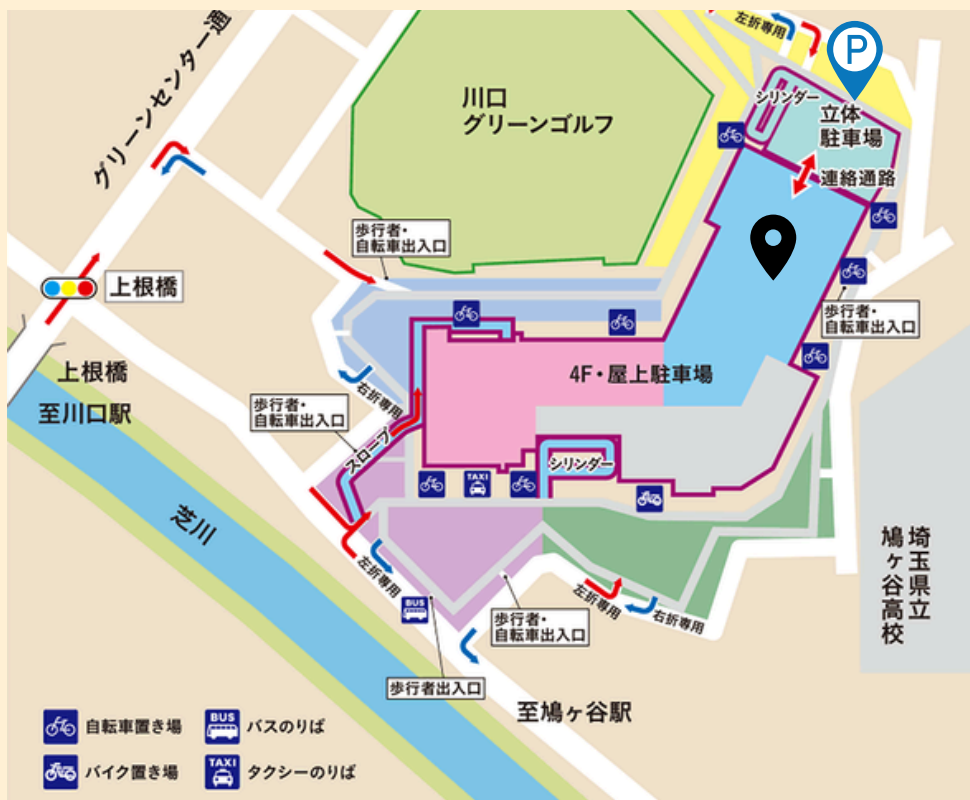 左折専用
P
グリーンセンター通
川口
グリーンゴルフ
シリンダー
立体
駐車場
連絡通路
歩行者・
自転車出入口
上根橋
歩行者・
自転車出入口
上根橋
至川口駅
4F・屋上駐車場
右折専用
歩行者・
自転車出入口
スロープ
シリンダー
TAXI
芝川
埼玉県立
鳩ヶ谷高校
左折専用
BUS
左折専用
右折専用
歩行者・
自転車出入口
歩行者出入口
至鳩ヶ谷駅
自転車置き場
BUS
バスのりば
バイク置き場
TAXI
タクシーのりば